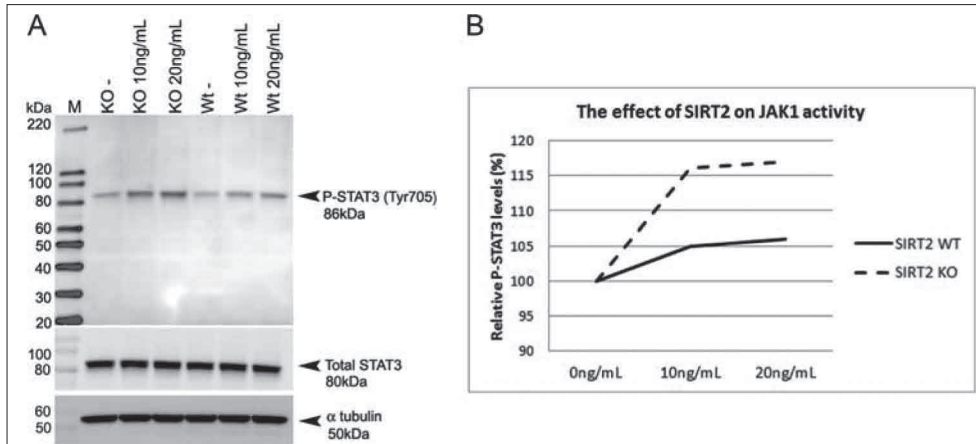 A
kDa
M
KO -
KO 10ng/mL
KO 20ng/mL
Wt -
Wt 10ng/mL
Wt 20ng/mL
220
120
100
80
60
50
40
30
20
P-STAT3 (Tyr705)
86kDa
100
80
Total STAT3
80kDa
60
50
α tubulin
50kDa
B
The effect of SIRT2 on JAK1 activity
Relative P-STAT3 levels (%)
120
115
110
105
100
95
90
0ng/mL
10ng/mL
20ng/mL
SIRT2 WT
SIRT2 KO